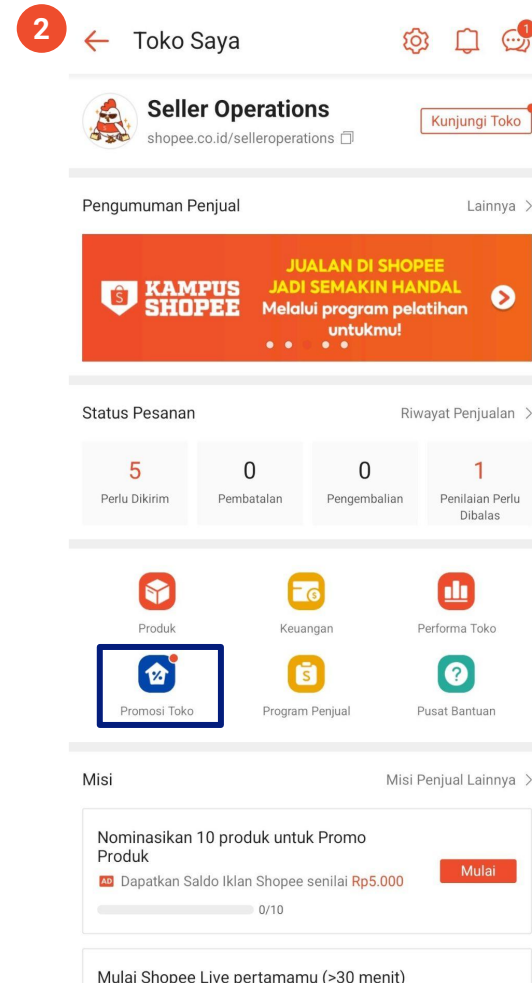 2
Toko Saya
1
Seller Operations
shopee.co.id/selleroperations
Kunjungi Toko
Pengumuman Penjual
Lainnya
KAMPUS
SHOPEE
JUALAN DI SHOPEE
JADI SEMAKIN HANDAL
Melalui program pelatihan
untukmu!
Status Pesanan
Riwayat Penjualan
5
Perlu Dikirim
0
Pembatalan
0
Pengembalian
1
Penilaian Perlu
Dibalas
Produk
Keuangan
Performa Toko
Promosi Toko
Program Penjual
Pusat Bantuan
Misi
Misi Penjual Lainnya
Nominasikan 10 produk untuk Promo
Produk
AD Dapatkan Saldo Iklan Shopee senilai Rp5.000
0/10
Mulai
Mulai Shopee Live pertamamu (>30 menit)